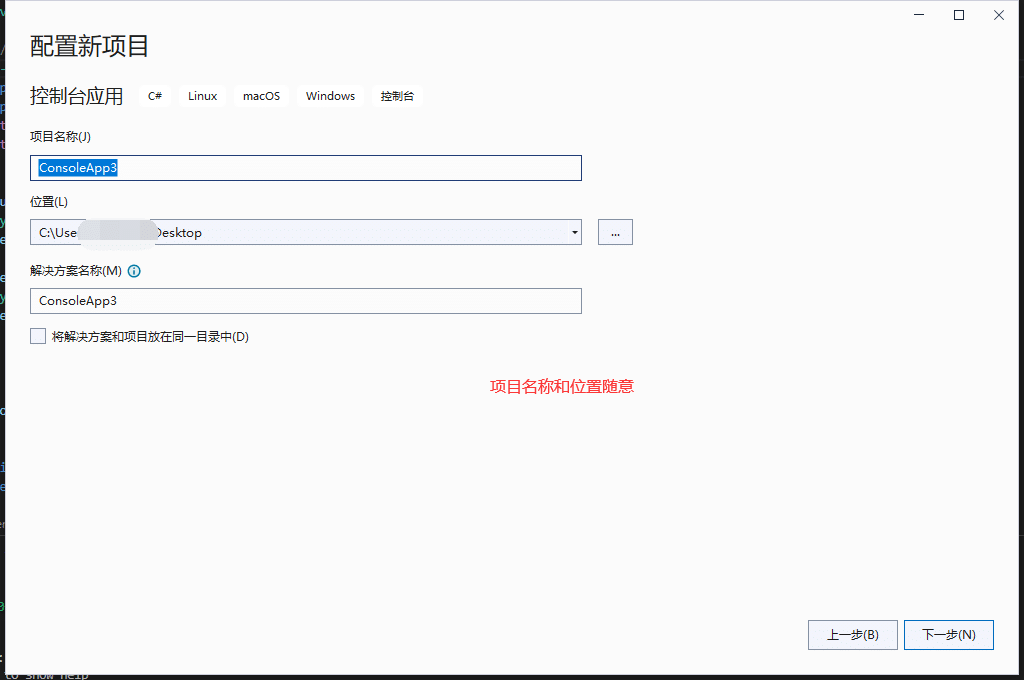 配置新项目
控制台应用 C# Linux macOS Windows 控制台
项目名称(J)
ConsoleApp3
位置(L)
C:\Use Desktop
...
解决方案名称(M)
ConsoleApp3
将解决方案和项目放在同一目录中(D)
项目名称和位置随意
上一步(B) 下一步(N)
to show help